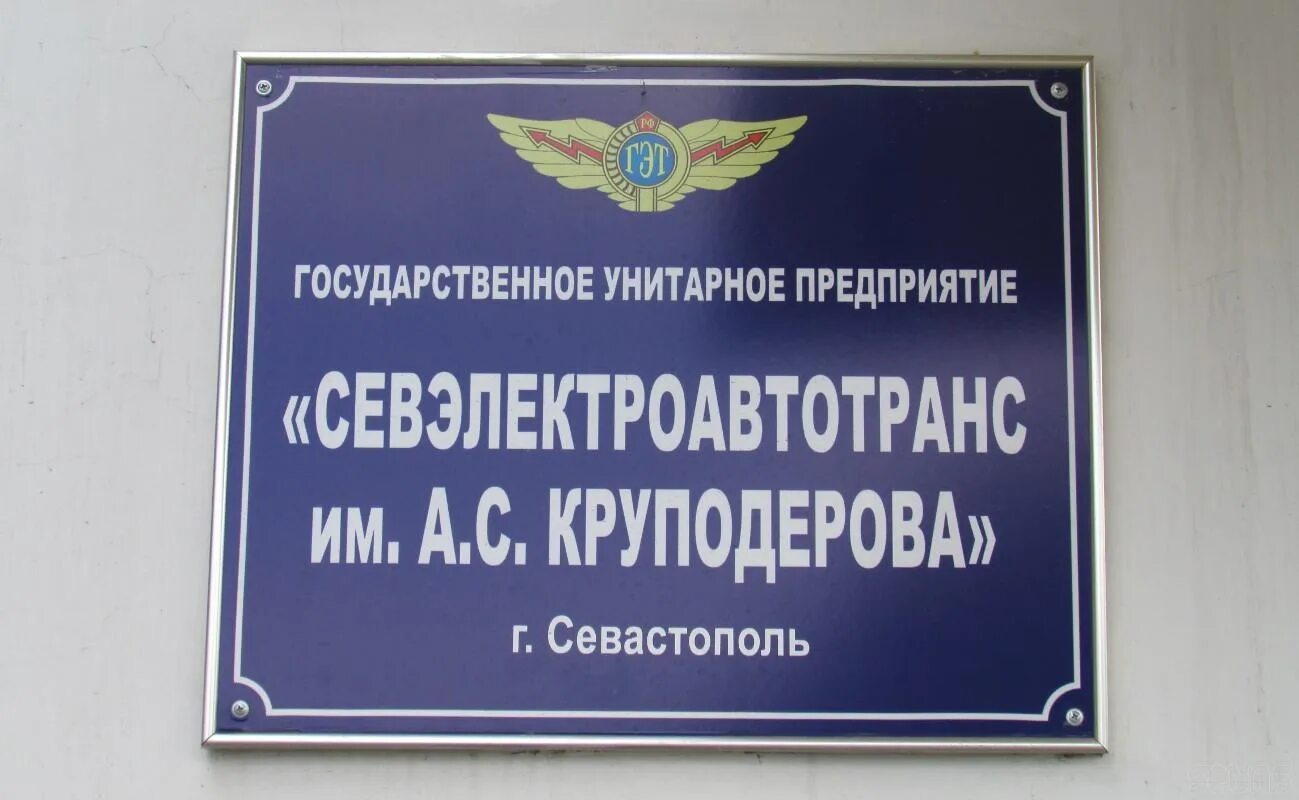 РФ
ГЭТ
ГОСУДАРСТВЕННОЕ УНИТАРНОЕ ПРЕДПРИЯТИЕ
«СЕВЭЛЕКТРОАВТОТРАНС
им. А.С. КРУПОДЕРОВА»
г. Севастополь